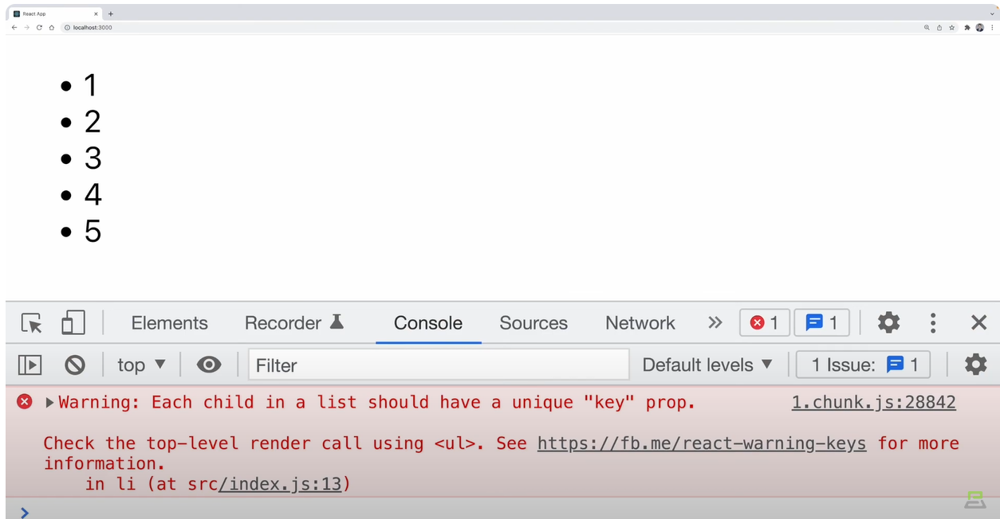 React App
localhost:3000
1
2
3
4
5
Elements Recorder Console Sources Network 1 1
top Filter Default levels 1 Issue: 1
Warning: Each child in a list should have a unique "key" prop. 1.chunk.js:28842
Check the top-level render call using <ul>. See https://fb.me/react-warning-keys for more
information.
in li (at src/index.js:13)